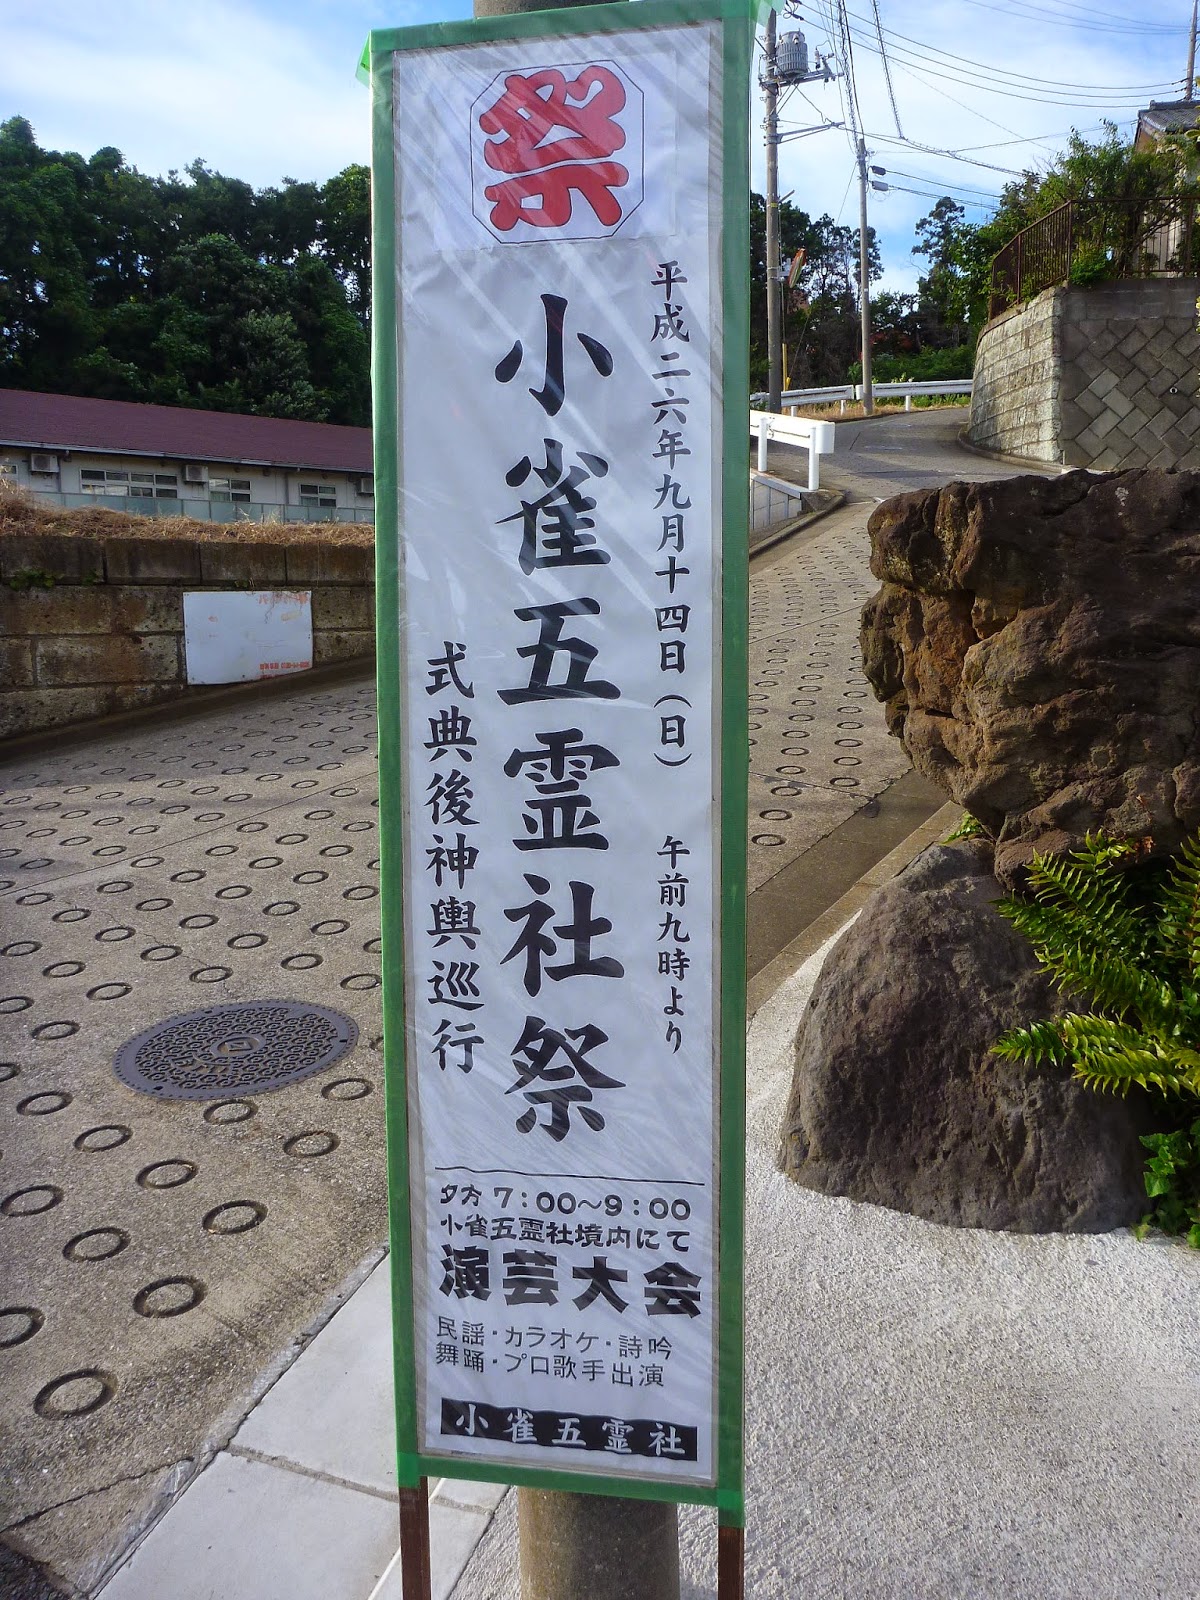 祭
平成二六年九月十四日(日) 午前九時より
小雀五霊社祭
式典後神輿巡行
夕方 7:00〜9:00
小雀五霊社境内にて
演芸大会
民謡・カラオケ・詩吟
舞踊・プロ歌手出演
小雀五霊社